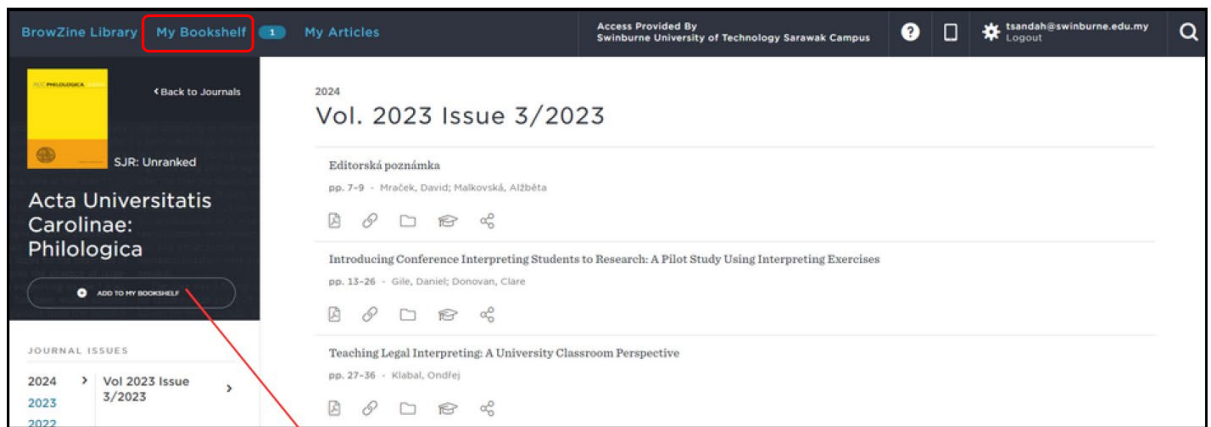 BrowZine Library My Bookshelf 1 My Articles
Access Provided By
Swinburne University of Technology Sarawak Campus
?
tsandah@swinburne.edu.my
Logout
PHILOLOGICA
Back to Journals
SJR: Unranked
Acta Universitatis
Carolinae:
Philologica
ADD TO MY BOOKSHELF
JOURNAL ISSUES
2024 > Vol 2023 Issue
3/2023 >
2023
2022
2024
Vol. 2023 Issue 3/2023
Editorská poznámka
pp. 7-9 - Mraček, David; Malkovská, Alžběta
Introducing Conference Interpreting Students to Research: A Pilot Study Using Interpreting Exercises
pp. 13-26 - Gile, Daniel; Donovan, Clare
Teaching Legal Interpreting: A University Classroom Perspective
pp. 27-36 - Klabal, Ondřej